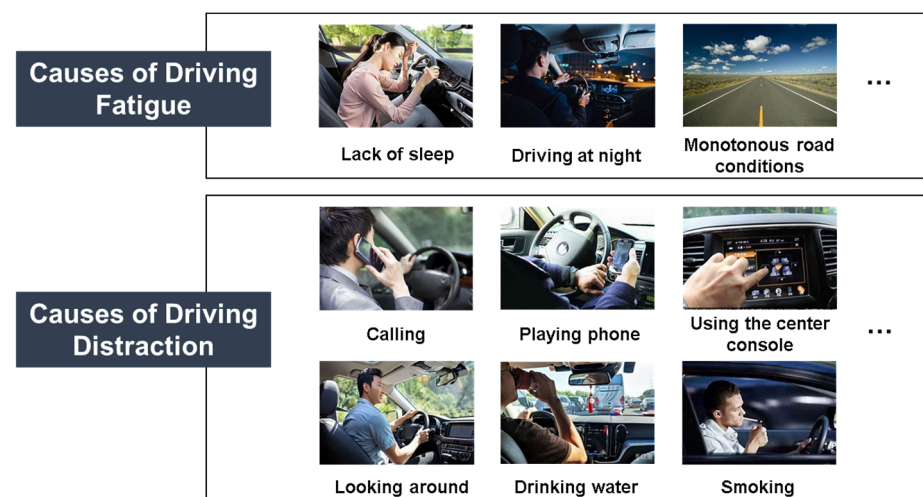 Causes of Driving
Fatigue
Lack of sleep
Driving at night
Monotonous road
conditions
...
Causes of Driving
Distraction
Calling
Playing phone
Using the center
console
...
Looking around
Drinking water
Smoking